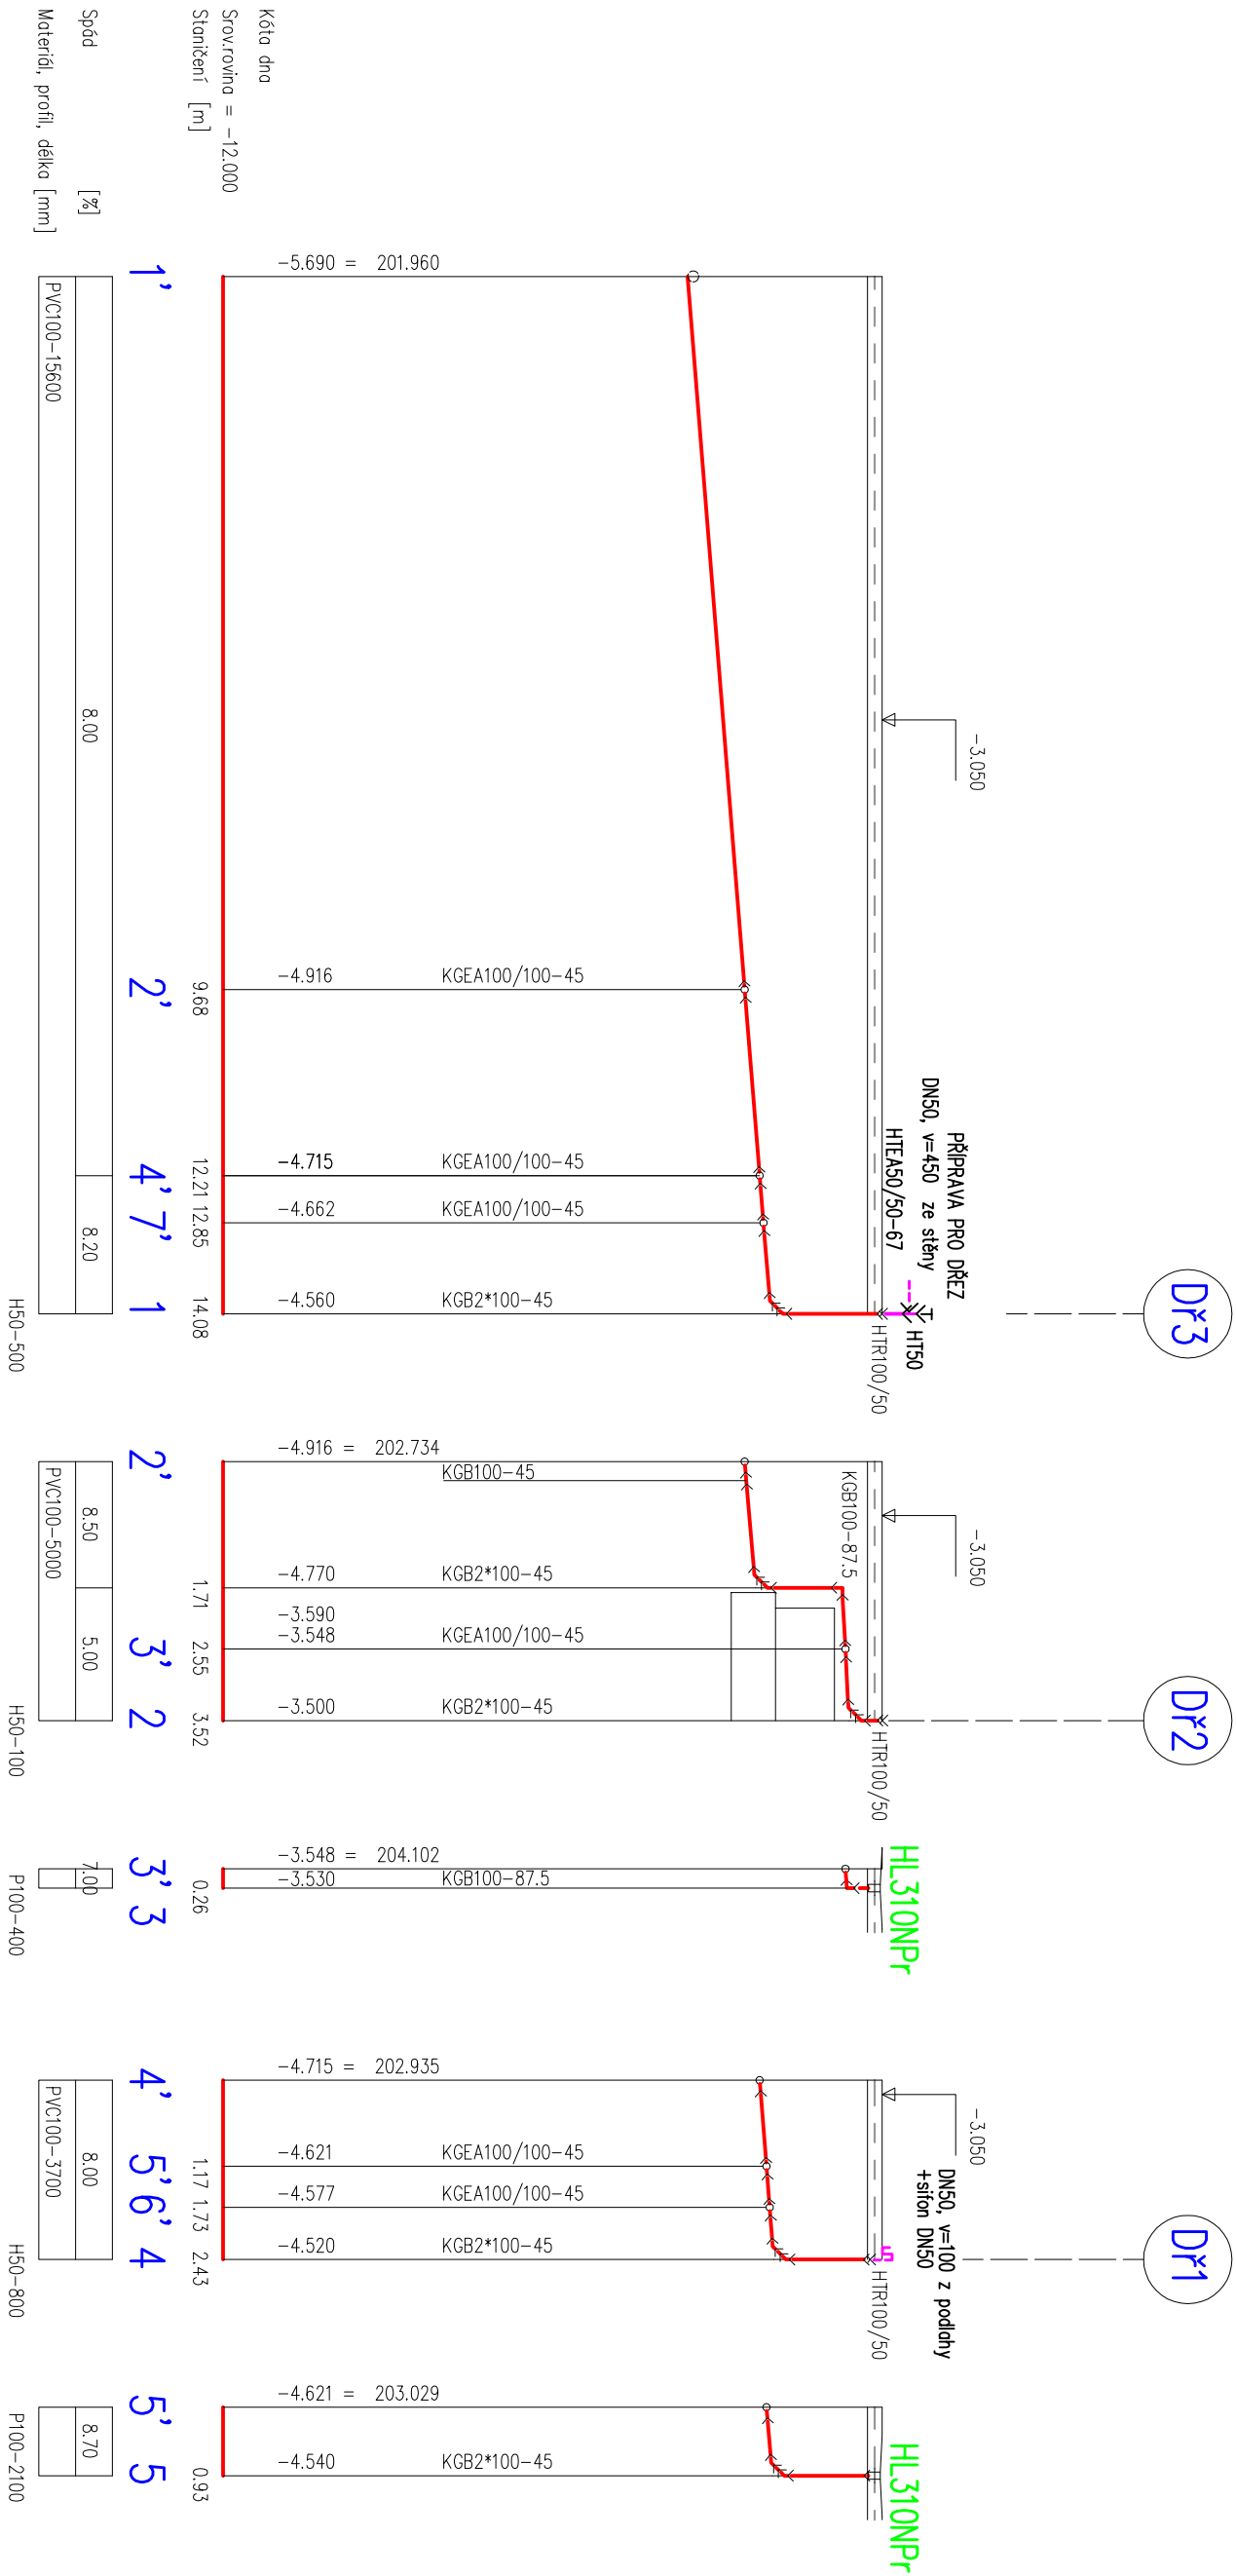 Kóta dna
Srov.rovina = -12.000
Staničení [m]
Spád [%]
Materiál, profil, délka [mm]
Dř3
PŘÍPRAVA PRO DŘEZ
DN50, v=450 ze stěny
HTEA50/50-67
HT50
HTR100/50
-3.050
-5.690 = 201.960
-4.916 KGEA100/100-45
-4.715 KGEA100/100-45
-4.662 KGEA100/100-45
-4.560 KGB2*100-45
9.68 12.21 12.85 14.08
1' 2' 4' 7' 1
8.00 8.20
PVC100-15600
H50-500
Dř2
-3.050
KGB100-87.5
HTR100/50
-4.916 = 202.734
KGB100-45
-4.770 KGB2*100-45
-3.590
-3.548 KGEA100/100-45
-3.500 KGB2*100-45
1.71 2.55 3.52
2' 3' 2
8.50 5.00
PVC100-5000
H50-100
HL310NPr
-3.548 = 204.102
-3.530 KGB100-87.5
0.26
3' 3
7.00
P100-400
Dř1
-3.050
DN50, v=100 z podlahy
+sifon DN50
HTR100/50
-4.715 = 202.935
-4.621 KGEA100/100-45
-4.577 KGEA100/100-45
-4.520 KGB2*100-45
1.17 1.73 2.43
4' 5' 6' 4
8.00
PVC100-3700
H50-800
HL310NPr
-4.621 = 203.029
-4.540 KGB2*100-45
0.93
5' 5
8.70
P100-2100